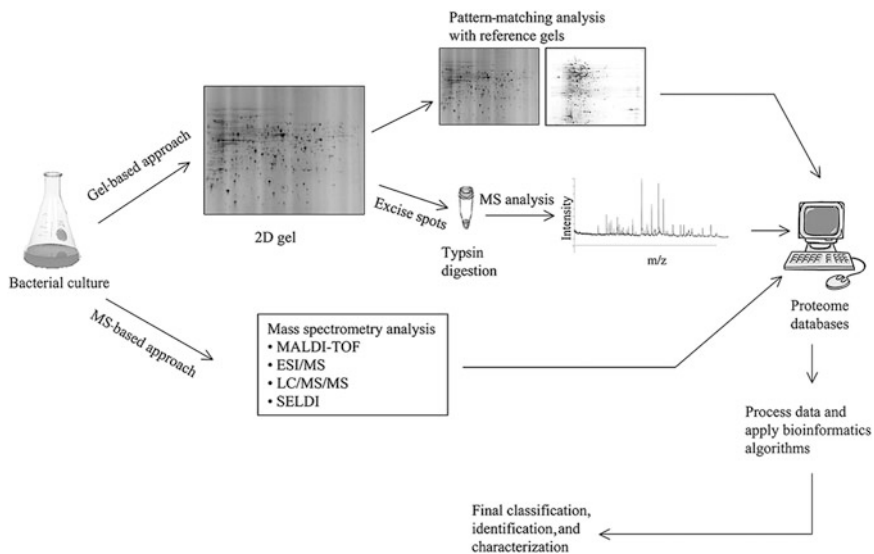 Pattern-matching analysis
with reference gels
Gel-based approach
2D gel
Excise spots
Typsin
digestion
MS analysis
Intensity
m/z
Bacterial culture
MS-based approach
Mass spectrometry analysis
• MALDI-TOF
• ESI/MS
• LC/MS/MS
• SELDI
Proteome
databases
Process data and
apply bioinformatics
algorithms
Final classification,
identification,and
characterization